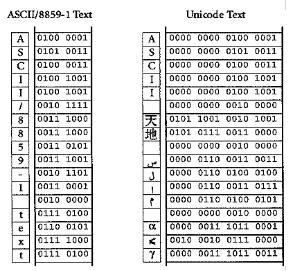 ASCII/8859-1 Text Unicode Text
A 0100 0001 A 0000 0000 0100 0001
S 0101 0011 S 0000 0000 0101 0011
C 0100 0011 C 0000 0000 0100 0011
I 0100 1001 I 0000 0000 0100 1001
I 0100 1001 I 0000 0000 0100 1001
/ 0010 1111 0000 0000 0010 0000
8 0011 1000 天 0101 1001 0010 1001
8 0011 1000 地 0101 0111 0011 0000
5 0011 0101 0000 0000 0010 0000
9 0011 1001 س 0000 0110 0011 0011
- 0010 1101 ل 0000 0110 0100 0100
1 0011 0001 ا 0000 0110 0011
0010 0000 م 0000 0110 0100 0101
t 0111 0100 0000 0000 0010 0000
e 0110 0101 α 0000 0011 1011 0001
x 0111 1000 ≰ 0010 0010 0111 0000
t 0111 0100 γ 0000 0011 1011 0011